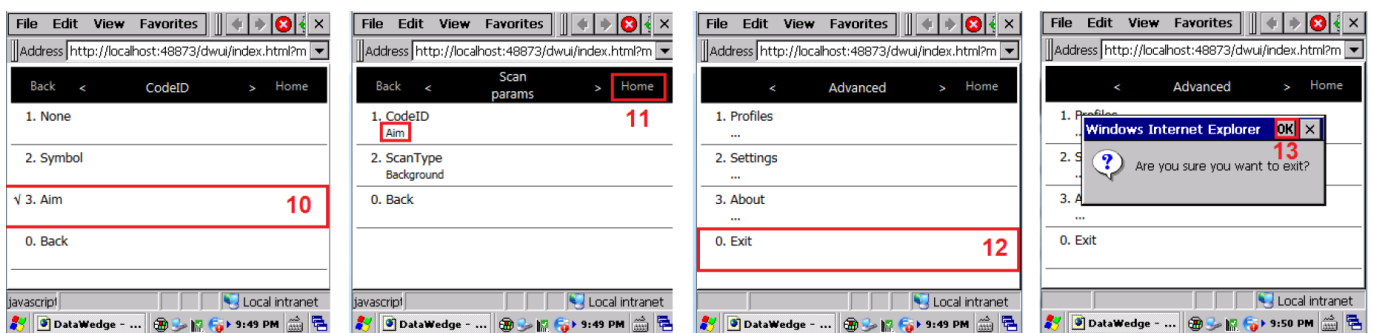 File Edit View Favorites
Address http://localhost:48873/dwui/index.html?m
Back < CodeID > Home
1. None
2. Symbol
√ 3. Aim
10
0. Back
javascript
Local intranet
DataWedge - ... 9:49 PM
File Edit View Favorites
Address http://localhost:48873/dwui/index.html?m
Back < Scan params > Home
11
1. CodeID
Aim
2. ScanType
Background
0. Back
javascript
Local intranet
DataWedge - ... 9:49 PM
File Edit View Favorites
Address http://localhost:48873/dwui/index.html?m
< Advanced > Home
1. Profiles
...
2. Settings
...
3. About
...
0. Exit
12
Local intranet
DataWedge - ... 9:49 PM
File Edit View Favorites
Address http://localhost:48873/dwui/index.html?m
< Advanced > Home
1. Profiles
Windows Internet Explorer OK ×
13
2. S
Are you sure you want to exit?
3. A
...
0. Exit
Local intranet
DataWedge - ... 9:50 PM